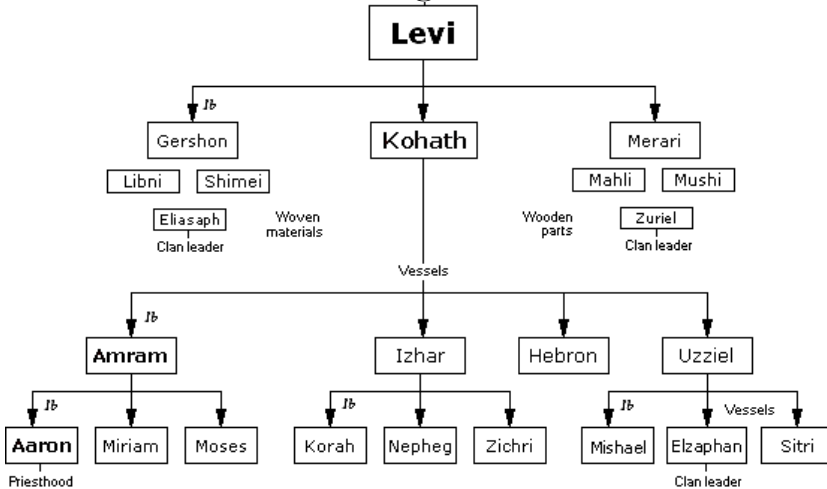 Levi
Ib
Gershon
Kohath
Merari
Libni
Shimei
Mahli
Mushi
Eliasaph
Woven
materials
Wooden
parts
Zuriel
Clan leader
Clan leader
Vessels
Ib
Amram
Izhar
Hebron
Uzziel
Ib
Ib
Ib
Vessels
Aaron
Miriam
Moses
Korah
Nepheg
Zichri
Mishael
Elzaphan
Sitri
Priesthood
Clan leader